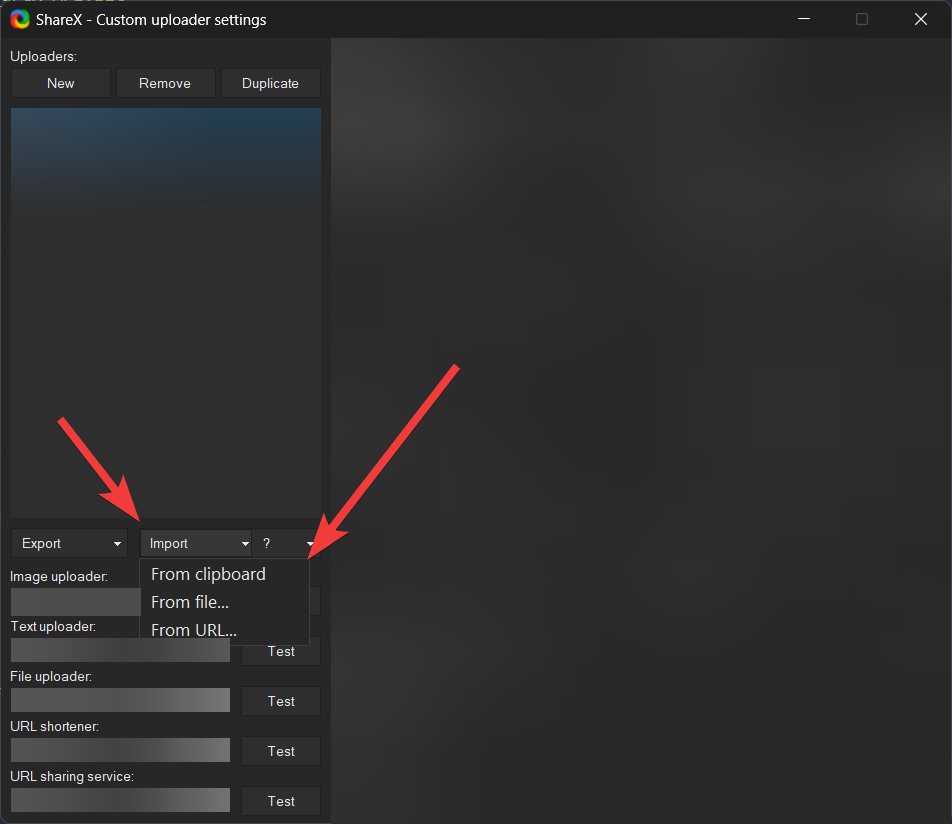 ShareX - Custom uploader settings
Uploaders:
New Remove Duplicate
Export Import ?
From clipboard
From file...
From URL...
Image uploader:
Text uploader:
Test
File uploader:
Test
URL shortener:
Test
URL sharing service:
Test